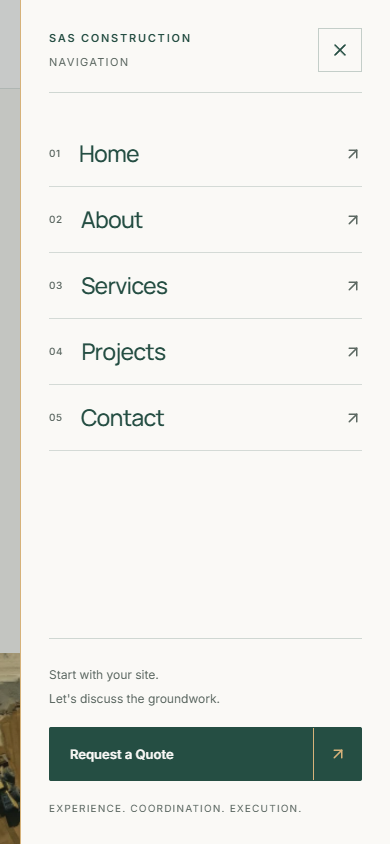 SAS CONSTRUCTION
NAVIGATION
01 Home
02 About
03 Services
04 Projects
05 Contact
Start with your site.
Let's discuss the groundwork.
Request a Quote
EXPERIENCE. COORDINATION. EXECUTION.